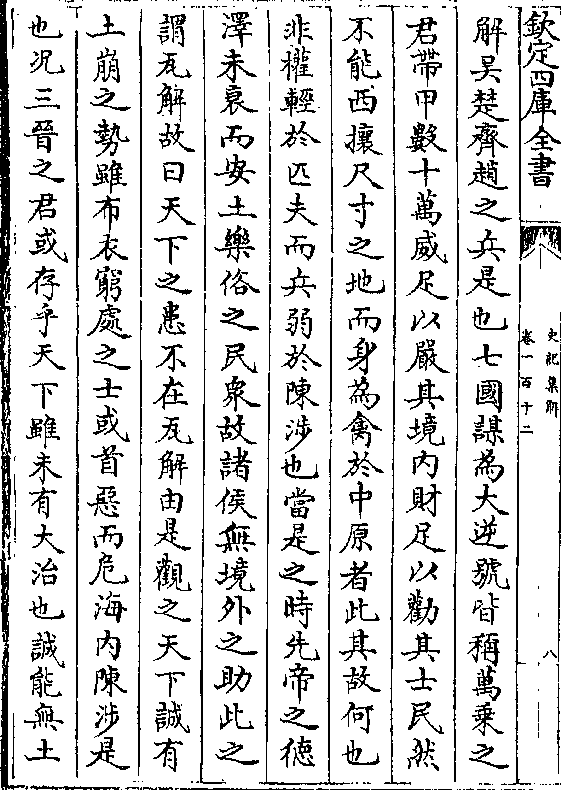 欽定四庫全書
史記集解
卷一百十二
八
解吴楚齊趙之兵是也七國謀為大逆號皆稱萬乗之
君帶甲數十萬威足以嚴其境内財足以勸其士民然
不能西攘尺寸之地而身為禽於中原者此其故何也
非權輕於匹夫而兵弱於陳涉也當是之時先帝之德
澤未衰而安土樂俗之民衆故諸侯無境外之助此之
謂瓦解故曰天下之患不在瓦解由是觀之天下誠有
土崩之勢雖布衣窮處之士或首惡而危海内陳涉是
也况三晉之君或存乎天下雖未有大治也誠能無土